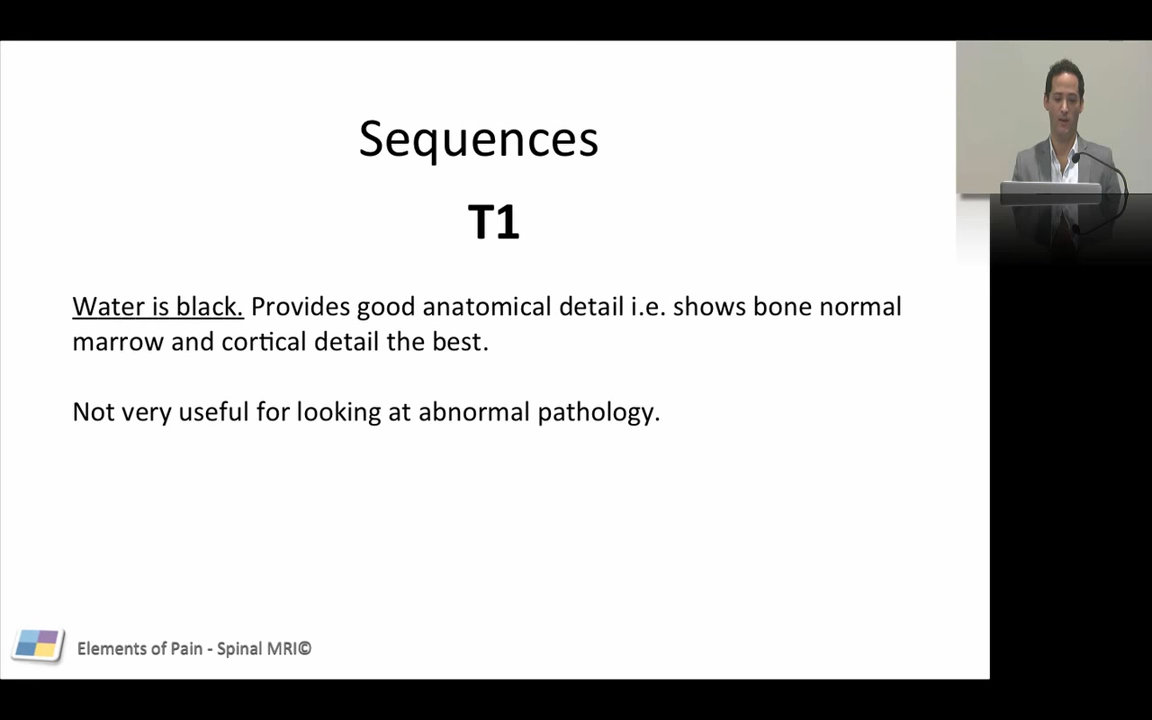 Sequences
T1
Water is black. Provides good anatomical detail i.e. shows bone normal
marrow and cortical detail the best.
Not very useful for looking at abnormal pathology.
Elements of Pain - Spinal MRI©